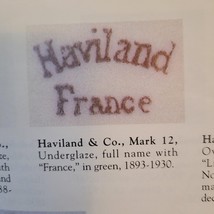 Haviland
France
Haviland & Co., Mark 12,
Underglaze, full name with
"France," in green, 1893-1930.